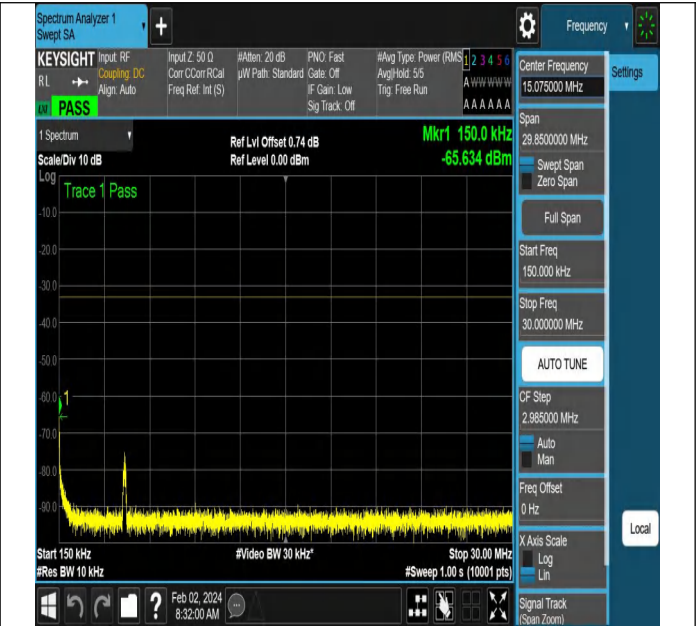 Spectrum Analyzer 1
Swept SA
+
Frequency
KEYSIGHT
Input: RF
Coupling: DC
Align: Auto
Input Z: 50 Ω
Corr CCorr RCal
Freq Ref: Int (S)
#Atten: 20 dB
µW Path: Standard
PNO: Fast
Gate: Off
IF Gain: Low
Sig Track: Off
#Avg Type: Power (RMS
Avg|Hold: 5/5
Trig: Free Run
1 2 3 4 5 6
A W W W W W
A A A A A A
RL
PASS
1 Spectrum
Scale/Div 10 dB
Ref Lvl Offset 0.74 dB
Ref Level 0.00 dBm
Mkr1 150.0 kHz
-65.634 dBm
Log
Trace 1 Pass
-10.0
-20.0
-30.0
-40.0
-50.0
-60.0
1
-70.0
-80.0
-90.0
Start 150 kHz
#Video BW 30 kHz*
Stop 30.00 MHz
#Res BW 10 kHz
#Sweep 1.00 s (10001 pts)
Feb 02, 2024
8:32:00 AM
?
Center Frequency
15.075000 MHz
Settings
Span
29.8500000 MHz
Swept Span
Zero Span
Full Span
Start Freq
150.000 kHz
Stop Freq
30.000000 MHz
AUTO TUNE
CF Step
2.985000 MHz
Auto
Man
Freq Offset
0 Hz
X Axis Scale
Log
Lin
Local
Signal Track
(Span Zoom)